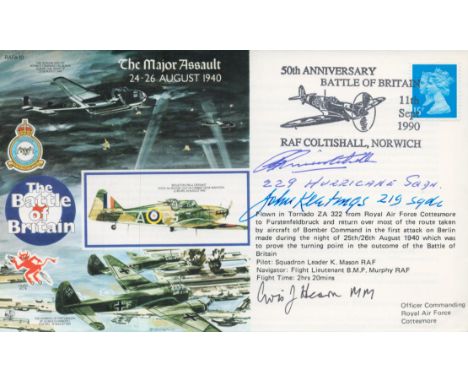 The Major Assault
24-26 AUGUST 1940
50th ANNIVERSARY
BATTLE OF BRITAIN
11th
Sept
1990
RAF COLTISHALL, NORWICH
The
Battle
of
Britain
229 HURRICANE Sqdn.
John Hastings 219 Sqdn
Flown in Tornado ZA 322 from Royal Air Force Cottesmore
to Furstenfeldbruck and return over most of the route taken
by aircraft of Bomber Command in the first attack on Berlin
made during the night of 25th/26th August 1940 which was
to prove the turning point in the outcome of the Battle of
Britain
Pilot: Squadron Leader K. Mason RAF
Navigator: Flight Lieutenant B.M.P. Murphy RAF
Flight Time: 2hrs 20mins
MM
Officer Commanding
Royal Air Force
Cottesmore